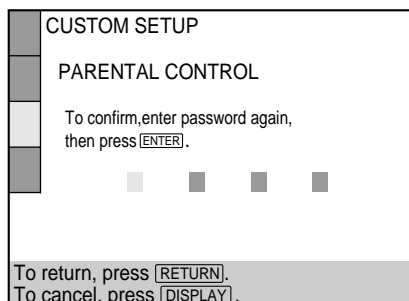 CUSTOM SETUP
PARENTAL CONTROL
To confirm,enter password again,
then press ENTER.
To return, press RETURN.
To cancel, press DISPLAY.